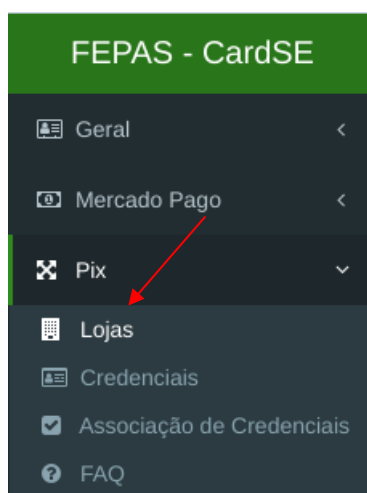 FEPAS - CardSE
Geral
Mercado Pago
Pix
Lojas
Credenciais
Associação de Credenciais
FAQ